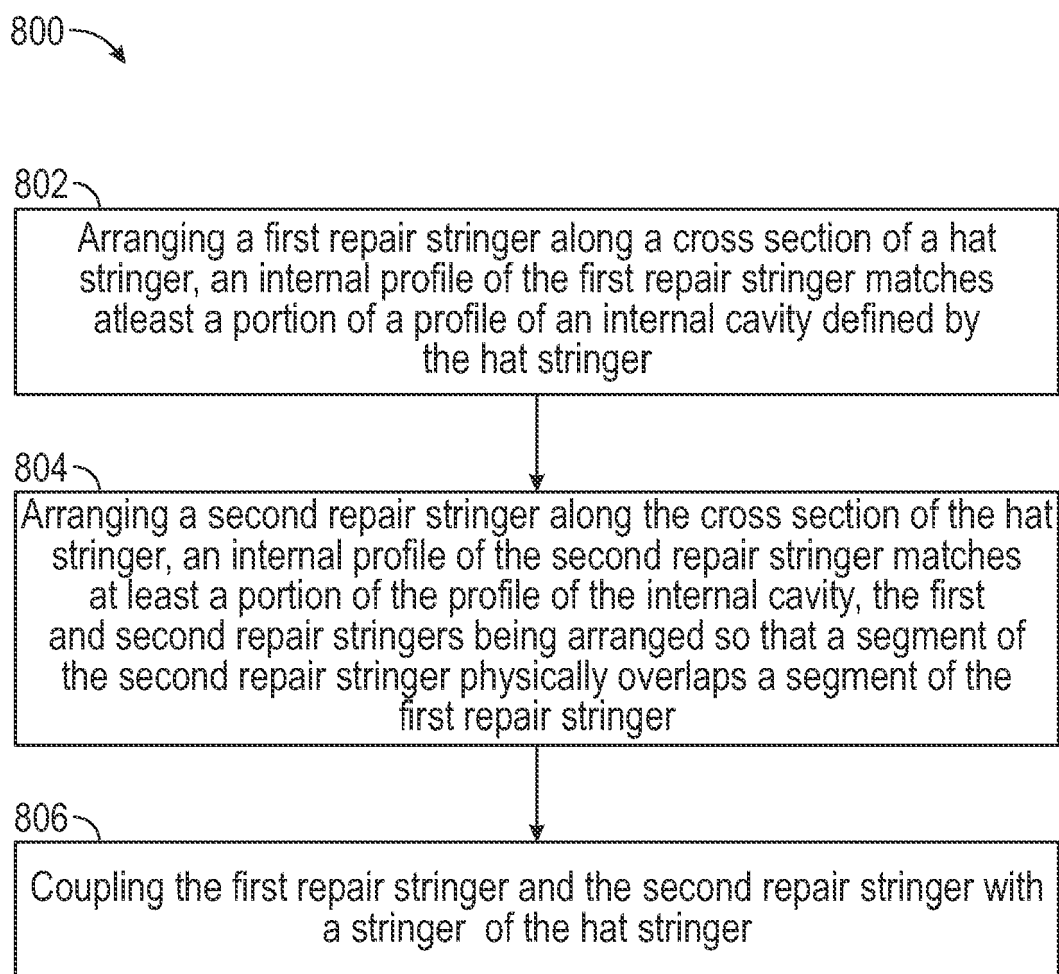 800
802
Arranging a first repair stringer along a cross section of a hat
stringer, an internal profile of the first repair stringer matches
atleast a portion of a profile of an internal cavity defined by
the hat stringer
804
Arranging a second repair stringer along the cross section of the hat
stringer, an internal profile of the second repair stringer matches
at least a portion of the profile of the internal cavity, the first
and second repair stringers being arranged so that a segment of
the second repair stringer physically overlaps a segment of the
first repair stringer
806
Coupling the first repair stringer and the second repair stringer with
a stringer of the hat stringer